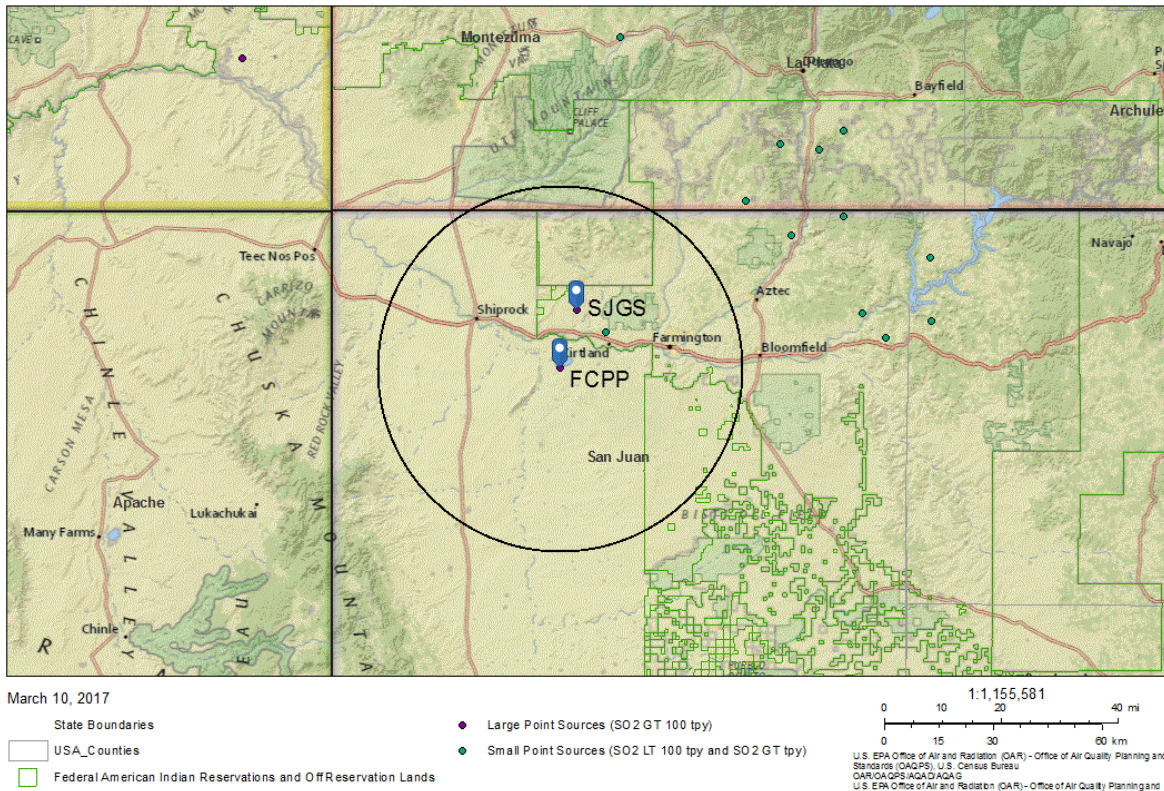 CAVE
Montezuma
La Plata
Bayfield
Archule
CLIFF
PALACE
UTE MOUNTAIN
Teec Nos Pos
CARRIZO
MOUNTAINS
Navajo
Aztec
Shiprock
SJGS
Farmington
Kirtland
Bloomfield
FCPP
CHINLE VALLEY
CHUSKA MOUNTA
RED ROCK VALLEY
CARSON MESA
San Juan
Apache
Lukachukai
Many Farms
Chinle
March 10, 2017
State Boundaries
USA_Counties
Federal American Indian Reservations and Off Reservation Lands
Large Point Sources (SO2 GT 100 tpy)
Small Point Sources (SO2 LT 100 tpy and SO2 GT tpy)
1:1,155,581
0 10 20 40 mi
0 15 30 60 km
U.S. EPA Office of Air and Radiation (OAR) - Office of Air Quality Planning and
Standards (OAQPS), U.S. Census Bureau
OAR/OAQPS/AQAD/AQAG
U.S. EPA Office of Air and Radiation (OAR) - Office of Air Quality Planning and